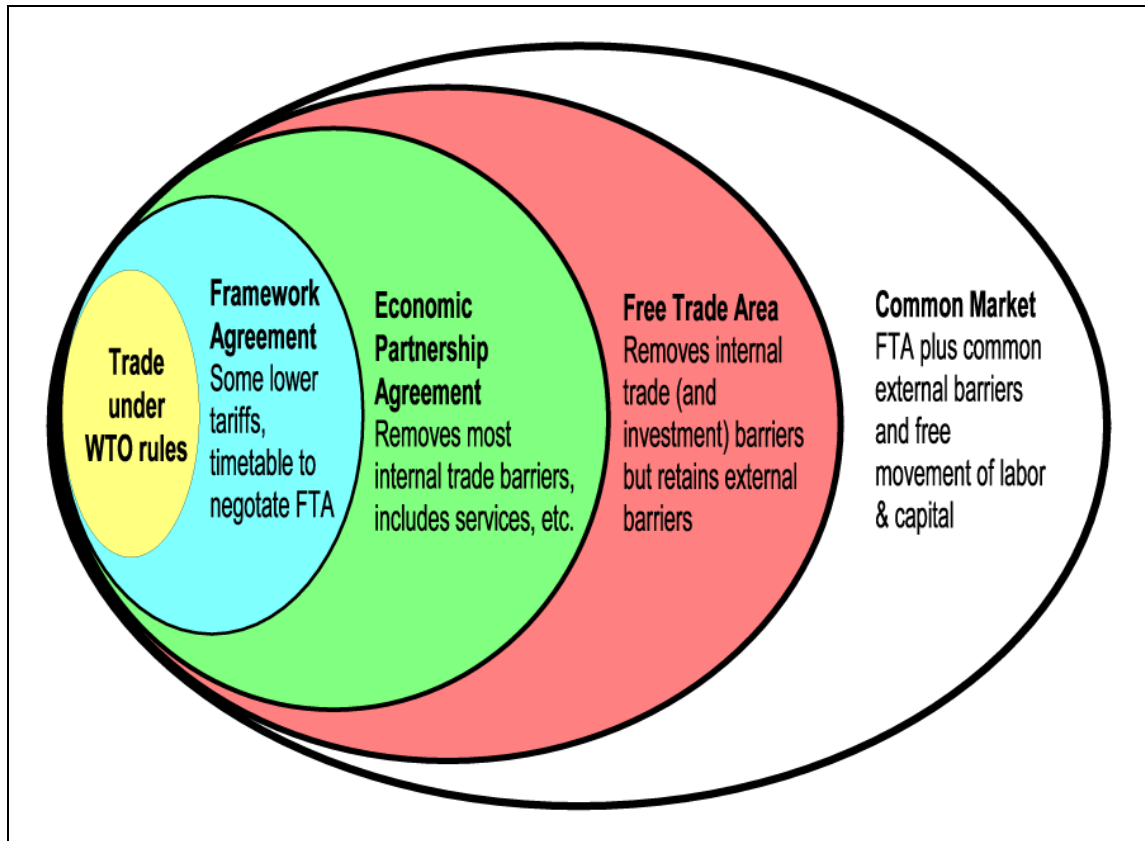 Trade
under
WTO rules
Framework
Agreement
Some lower
tariffs,
timetable to
negotate FTA
Economic
Partnership
Agreement
Removes most
internal trade barriers,
includes services, etc.
Free Trade Area
Removes internal
trade (and
investment) barriers
but retains external
barriers
Common Market
FTA plus common
external barriers
and free
movement of labor
& capital